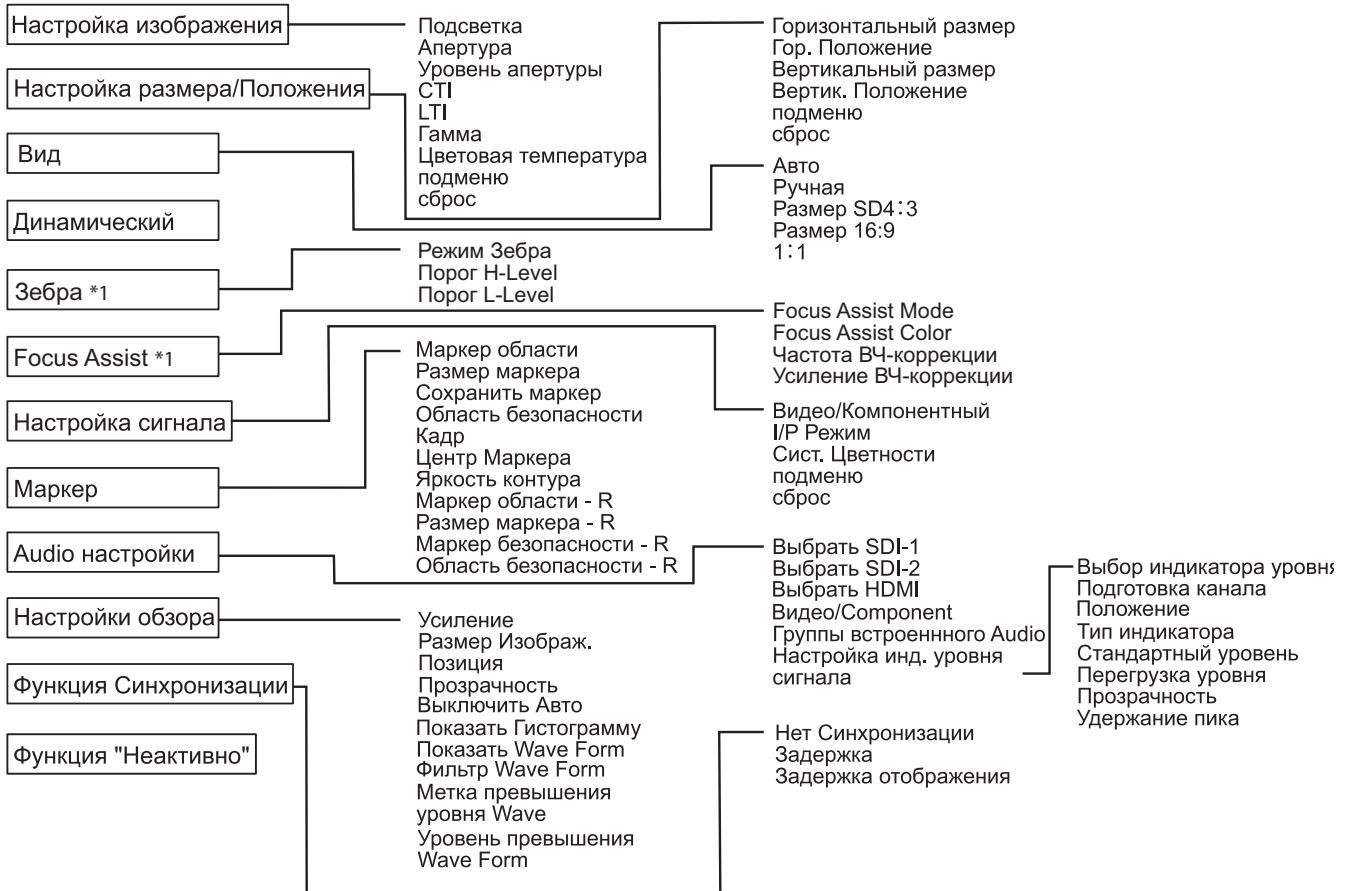 Настройка изображения
Настройка размера/Положения
Вид
Динамический
Зебра *1
Focus Assist *1
Настройка сигнала
Маркер
Audio настройки
Настройки обзора
Функция Синхронизации
Функция "Неактивно"
Подсветка
Апертура
Уровень апертуры
CTI
LTI
Гамма
Цветовая температура
подменю
сброс
Режим Зебра
Порог H-Level
Порог L-Level
Маркер области
Размер маркера
Сохранить маркер
Область безопасности
Кадр
Центр Маркера
Яркость контура
Маркер области - R
Размер маркера - R
Маркер безопасности - R
Область безопасности - R
Усиление
Размер Изображ.
Позиция
Прозрачность
Выключить Авто
Показать Гистограмму
Показать Wave Form
Фильтр Wave Form
Метка превышения
уровня Wave
Уровень превышения
Wave Form
Горизонтальный размер
Гор. Положение
Вертикальный размер
Вертик. Положение
подменю
сброс
Авто
Ручная
Размер SD4:3
Размер 16:9
1:1
Focus Assist Mode
Focus Assist Color
Частота ВЧ-коррекции
Усиление ВЧ-коррекции
Видео/Компонентный
I/P Режим
Сист. Цветности
подменю
сброс
Выбрать SDI-1
Выбрать SDI-2
Выбрать HDMI
Видео/Component
Группы встроеннного Audio
Настройка инд. уровня
сигнала
Нет Синхронизации
Задержка
Задержка отображения
Выбор индикатора уровня
Подготовка канала
Положение
Тип индикатора
Стандартный уровень
Перегрузка уровня
Прозрачность
Удержание пика